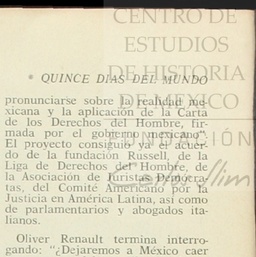 CENTRO DE
ESTUDIOS
DE HISTORIA
DE MÉXICO
FUNDACIÓN
Carlos Slim
• QUINCE DIAS DEL MUNDO
pronunciarse sobre la realidad me-
xicana y la aplicación de la Carta
de los Derechos del Hombre, fir-
mada por el gobierno mexicano".
El proyecto consiguió ya el acuer-
do de la fundación Russell, de la
Liga de Derechos del Hombre, de
la Asociación de Juristas Demócra-
tas, del Comité Americano por la
Justicia en América Latina, así como
de parlamentarios y abogados ita-
lianos.
Oliver Renault termina interro-
gando: "¿Dejaremos a México caer